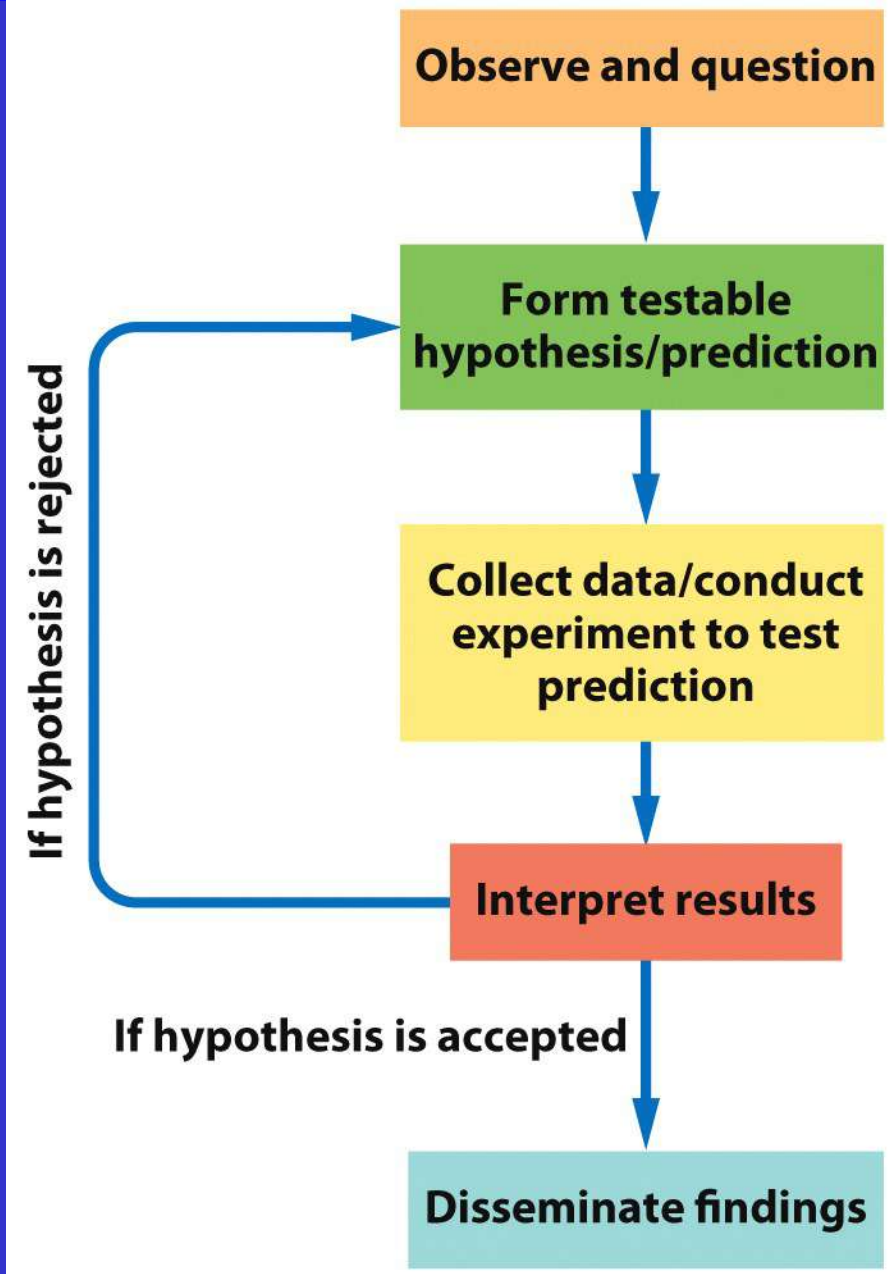 Observe and question
Form testable
hypothesis/prediction
Collect data/conduct
experiment to test
prediction
Interpret results
If hypothesis is rejected
If hypothesis is accepted
Disseminate findings